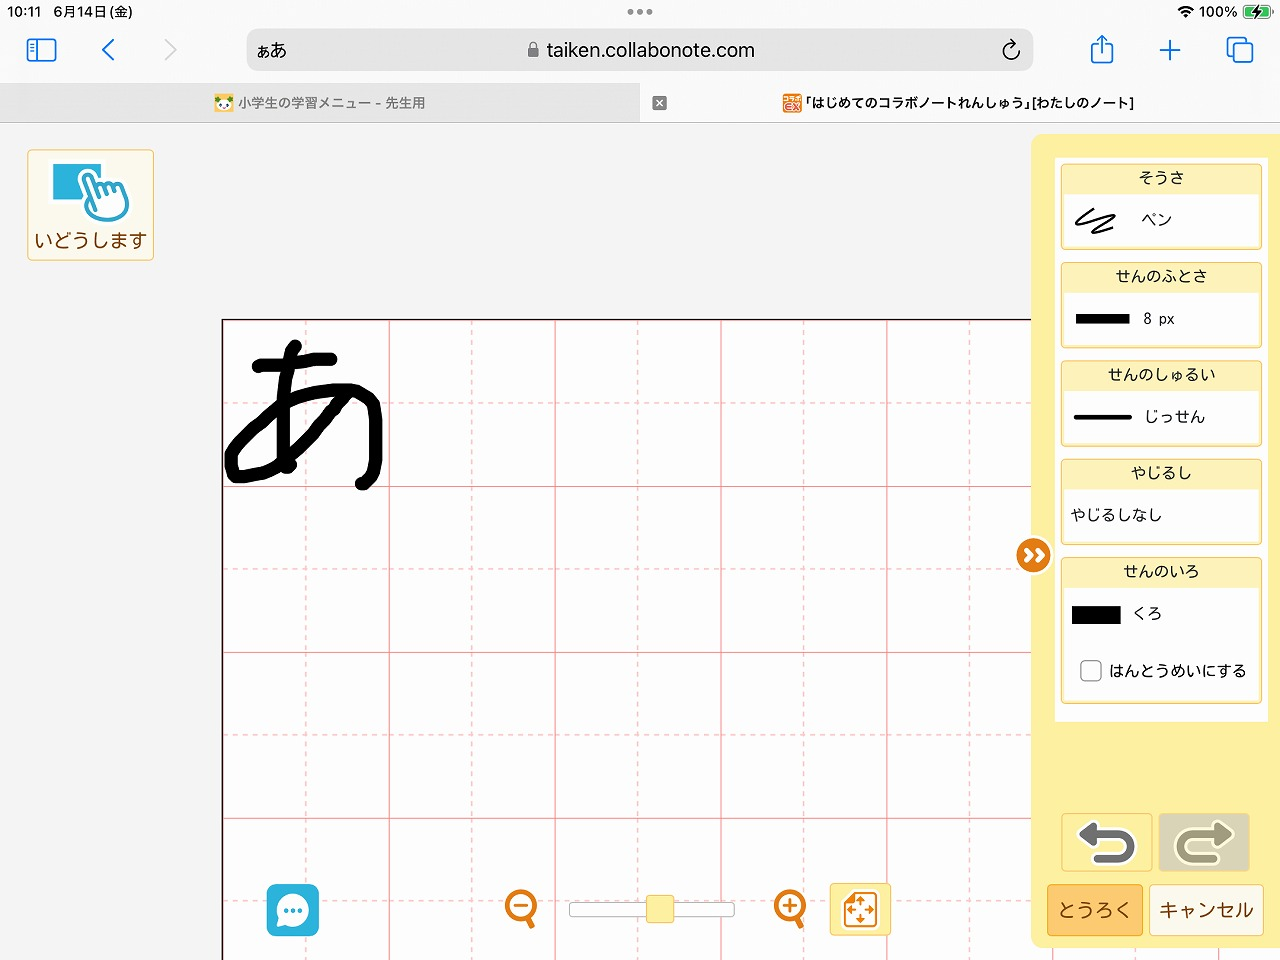 10:11 6月14日(金) 100%
ぁあ taiken.collabonote.com
小学生の学習メニュー - 先生用
「はじめてのコラボノートれんしゅう」[わたしのノート]
いどうします
あ
そうさ
ペン
せんのふとさ
8 px
せんのしゅるい
じっせん
やじるし
やじるしなし
せんのいろ
くろ
はんとうめいにする
とうろく キャンセル